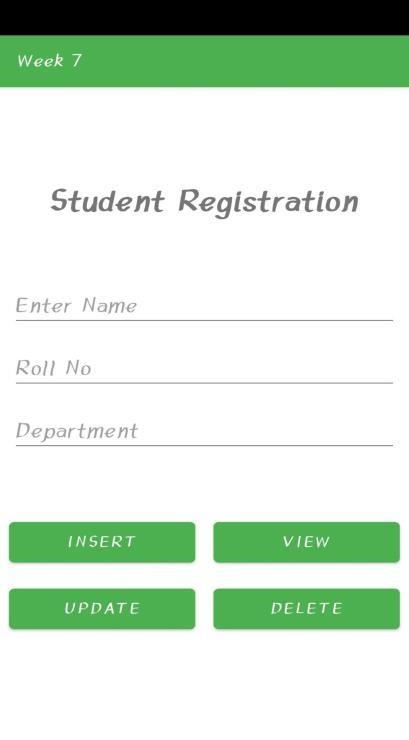 Week 7
Student Registration
Enter Name
Roll No
Department
INSERT
VIEW
UPDATE
DELETE